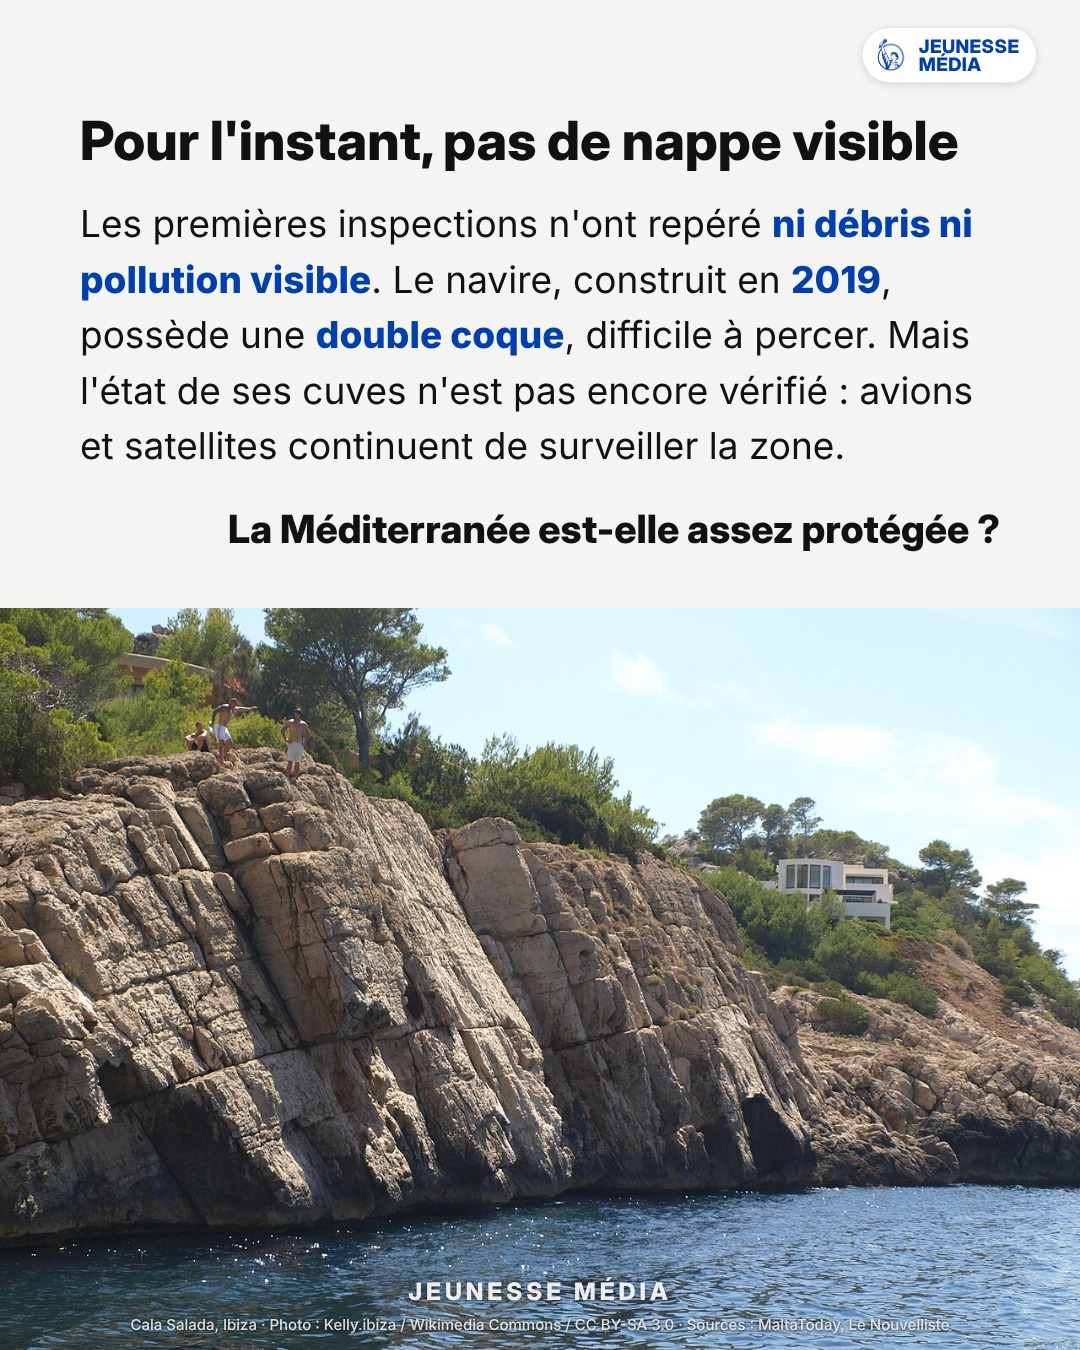 JEUNESSE
MÉDIA
Pour l'instant, pas de nappe visible
Les premières inspections n'ont repéré ni débris ni
pollution visible. Le navire, construit en 2019,
possède une double coque, difficile à percer. Mais
l'état de ses cuves n'est pas encore vérifié : avions
et satellites continuent de surveiller la zone.
La Méditerranée est-elle assez protégée ?
JEUNESSE MÉDIA
Cala Salada, Ibiza · Photo : Kelly.ibiza / Wikimedia Commons / CC BY-SA 3.0 · Sources : MaltaToday, Le Nouvelliste